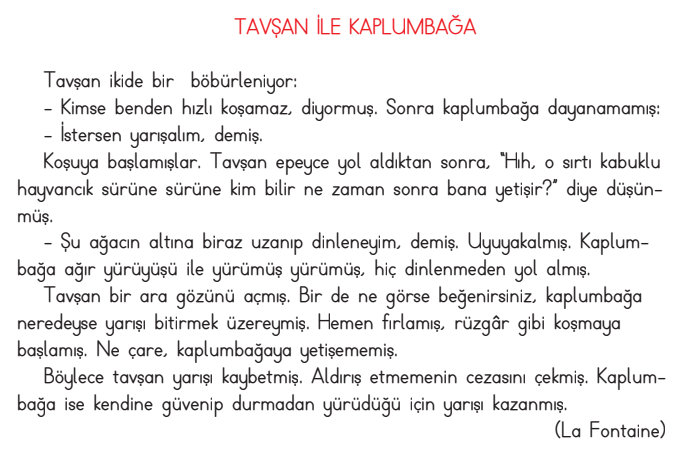 TAVŞAN İLE KAPLUMBAĞA
Tavşan ikide bir böbürleniyor:
- Kimse benden hızlı koşamaz, diyormuş. Sonra kaplumbağa dayanamamış:
- İstersen yarışalım, demiş.
Koşuya başlamışlar. Tavşan epeyce yol aldıktan sonra, "Hıh, o sırtı kabuklu
hayvancık sürüne sürüne kim bilir ne zaman sonra bana yetişir?" diye düşün-
müş.
- Şu ağacın altına biraz uzanıp dinleneyim, demiş. Uyuyakalmış. Kaplum-
bağa ağır yürüyüşü ile yürümüş yürümüş, hiç dinlenmeden yol almış.
Tavşan bir ara gözünü açmış. Bir de ne görse beğenirsiniz, kaplumbağa
neredeyse yarışı bitirmek üzereymiş. Hemen fırlamış, rüzgâr gibi koşmaya
başlamış. Ne çare, kaplumbağaya yetişememiş.
Böylece tavşan yarışı kaybetmiş. Aldırış etmemenin cezasını çekmiş. Kaplum-
bağa ise kendine güvenip durmadan yürüdüğü için yarışı kazanmış.
(La Fontaine)